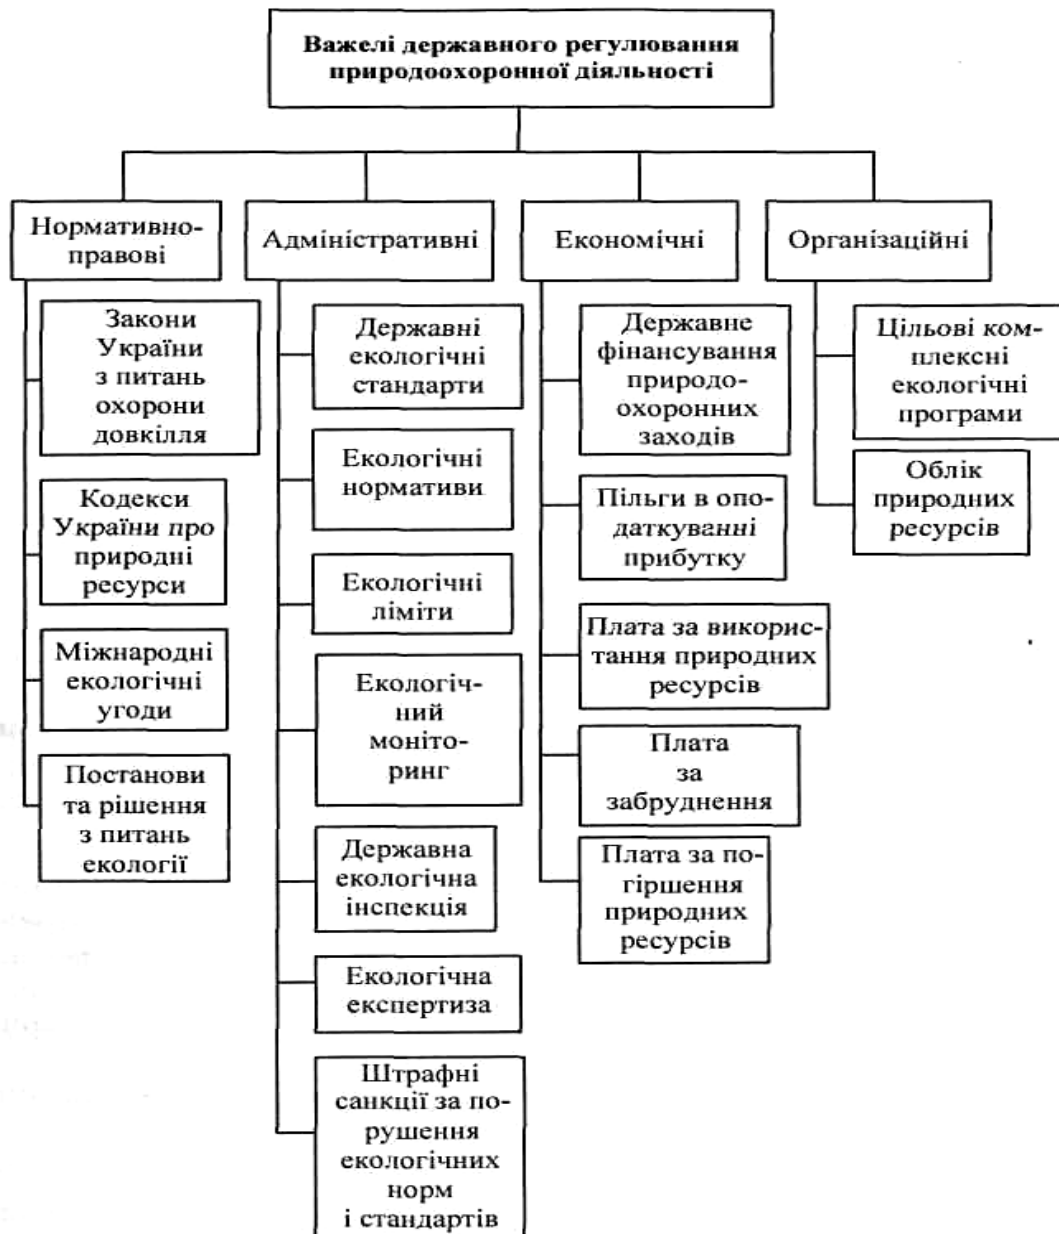 Важелі державного регулювання
природоохоронної діяльності
Нормативно-
правові
Адміністративні
Економічні
Організаційні
Закони
України
з питань
охорони
довкілля
Кодекси
України про
природні
ресурси
Міжнародні
екологічні
угоди
Постанови
та рішення
з питань
екології
Державні
екологічні
стандарти
Екологічні
нормативи
Екологічні
ліміти
Екологіч-
ний
моніто-
ринг
Державна
екологічна
інспекція
Екологічна
експертиза
Штрафні
санкції за по-
рушення
екологічних
норм
і стандартів
Державне
фінансування
природо-
охоронних
заходів
Пільги в опо-
даткуванні
прибутку
Плата за викорис-
тання природних
ресурсів
Плата
за
забруднення
Плата за по-
гіршення
природних
ресурсів
Цільові ком-
плексні
екологічні
програми
Облік
природних
ресурсів